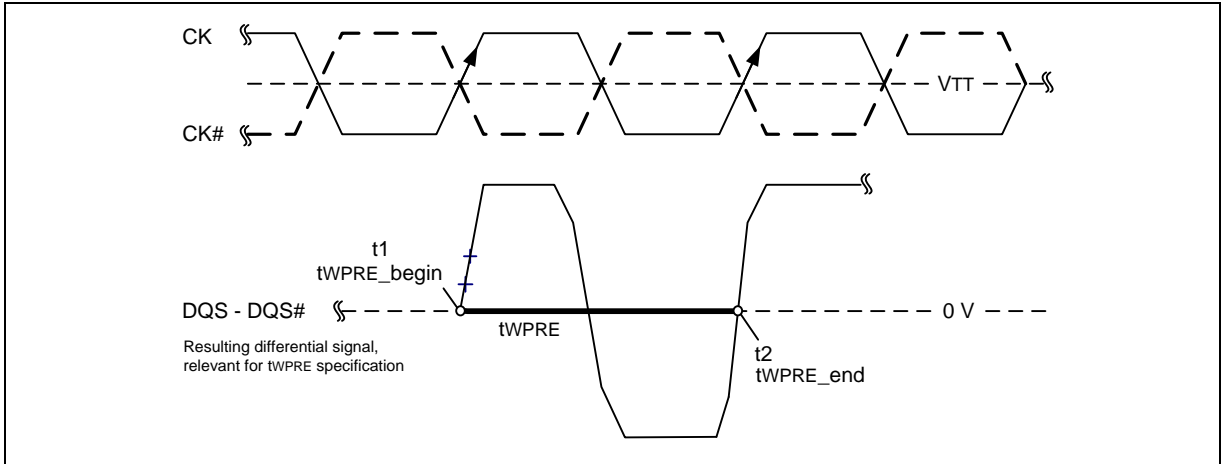 CK
VTT
CK#
t1
tWPRE_begin
DQS - DQS#
0 V
tWPRE
Resulting differential signal,
relevant for tWPRE specification
t2
tWPRE_end